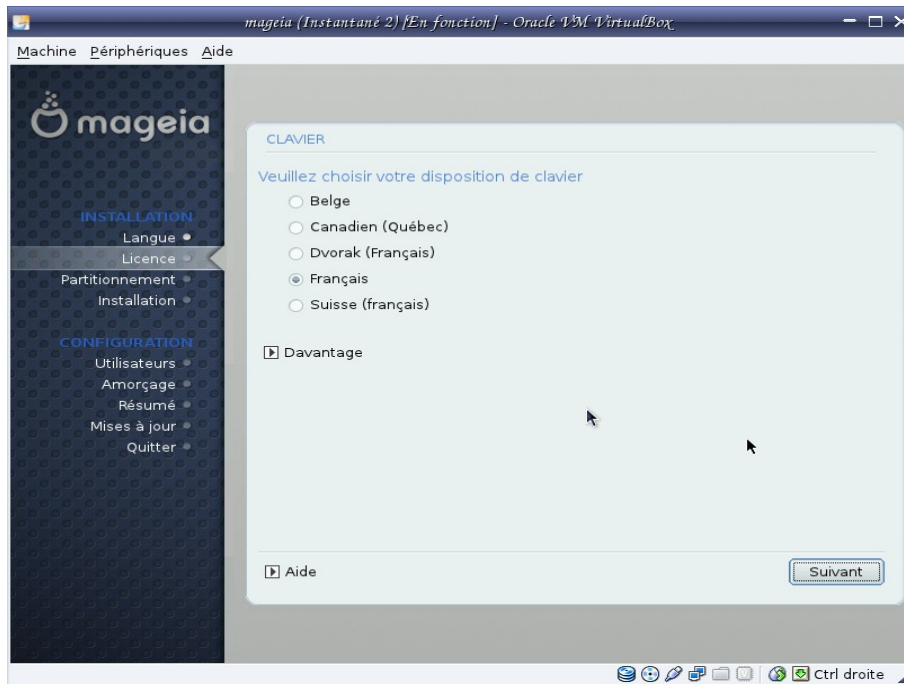 mageia (Instantané 2) [En fonction] - Oracle VM VirtualBox
Machine Périphériques Aide
mageia
INSTALLATION
Langue
Licence
Partitionnement
Installation
CONFIGURATION
Utilisateurs
Amorçage
Résumé
Mises à jour
Quitter
CLAVIER
Veuillez choisir votre disposition de clavier
Belge
Canadien (Québec)
Dvorak (Français)
Français
Suisse (français)
Davantage
Aide
Suivant
Ctrl droite